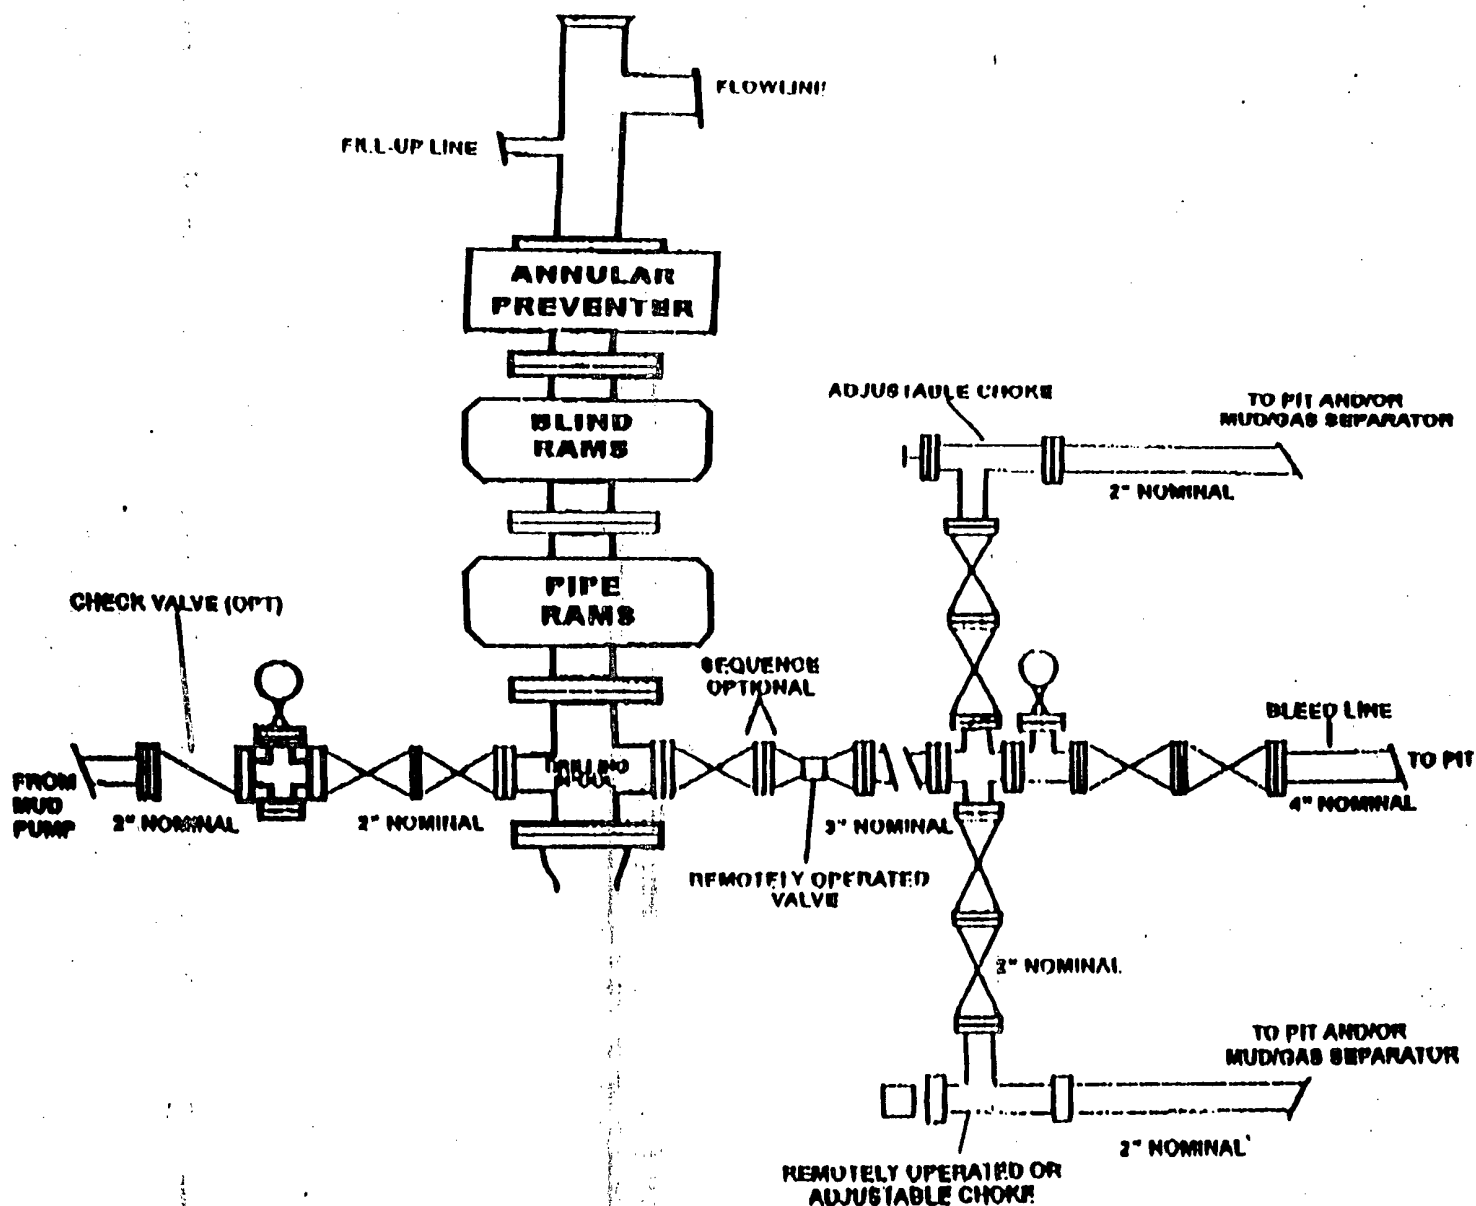 FLOWLINE
FILL-UP LINE
ANNULAR
PREVENTER
BLIND
RAMS
ADJUSTABLE CHOKE
TO PIT AND/OR
MUD/GAS SEPARATOR
2" NOMINAL
PIPE
RAMS
CHECK VALVE (OPT)
SEQUENCE
OPTIONAL
BLEED LINE
TO PIT
FROM
MUD
PUMP
2" NOMINAL
2" NOMINAL
DRILLING
SPOOL
3" NOMINAL
4" NOMINAL
REMOTELY OPERATED
VALVE
2" NOMINAL
TO PIT AND/OR
MUD/GAS SEPARATOR
2" NOMINAL
REMOTELY OPERATED OR
ADJUSTABLE CHOKE